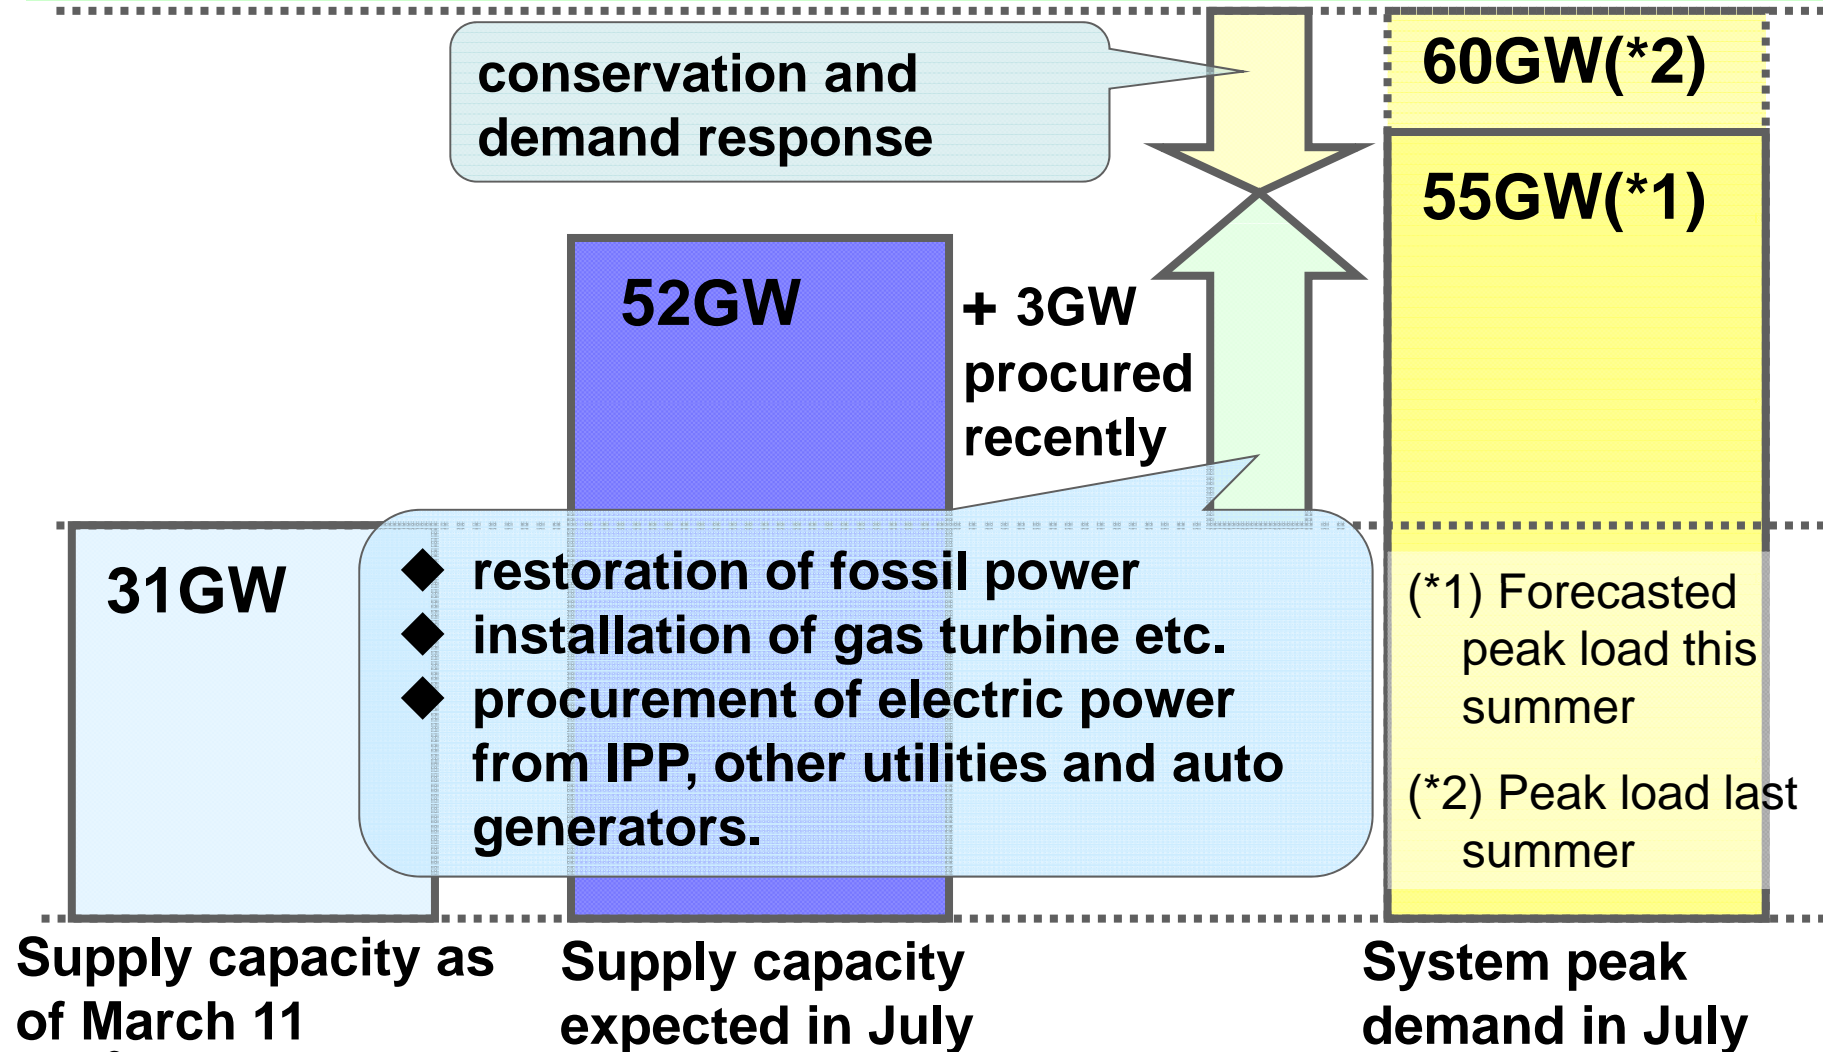 conservation and
demand response
60GW(*2)
55GW(*1)
52GW
+ 3GW
procured
recently
31GW
◆ restoration of fossil power
◆ installation of gas turbine etc.
◆ procurement of electric power
from IPP, other utilities and auto
generators.
(*1) Forecasted
peak load this
summer
(*2) Peak load last
summer
Supply capacity as
of March 11
Supply capacity
expected in July
System peak
demand in July